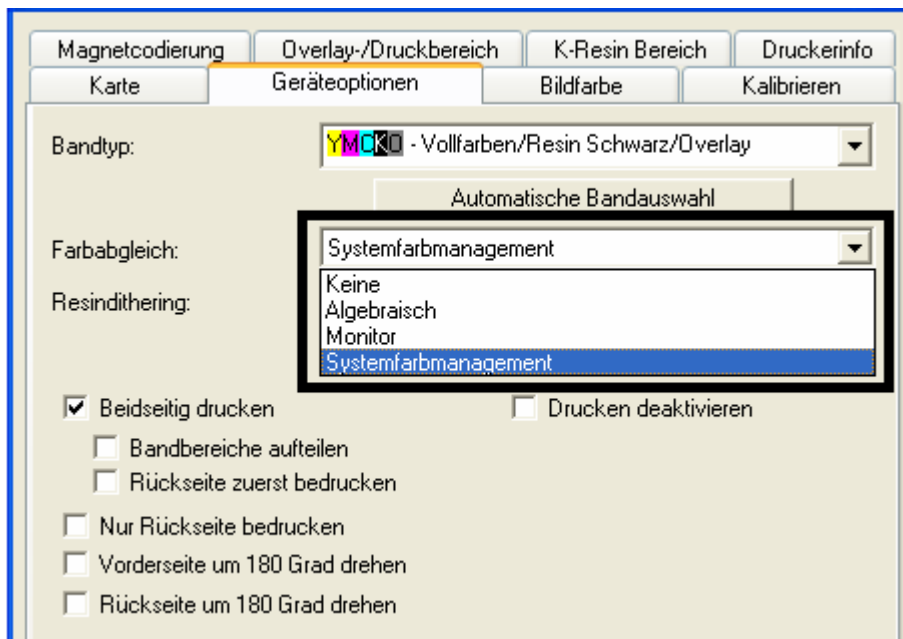 Magnetcodierung Overlay-/Druckbereich K-Resin Bereich Druckerinfo
Karte Geräteoptionen Bildfarbe Kalibrieren
Bandtyp: YMCKO - Vollfarben/Resin Schwarz/Overlay
Automatische Bandauswahl
Farbabgleich: Systemfarbmanagement
Keine
Resindithering: Algebraisch
Monitor
Systemfarbmanagement
Beidseitig drucken Drucken deaktivieren
Bandbereiche aufteilen
Rückseite zuerst bedrucken
Nur Rückseite bedrucken
Vorderseite um 180 Grad drehen
Rückseite um 180 Grad drehen